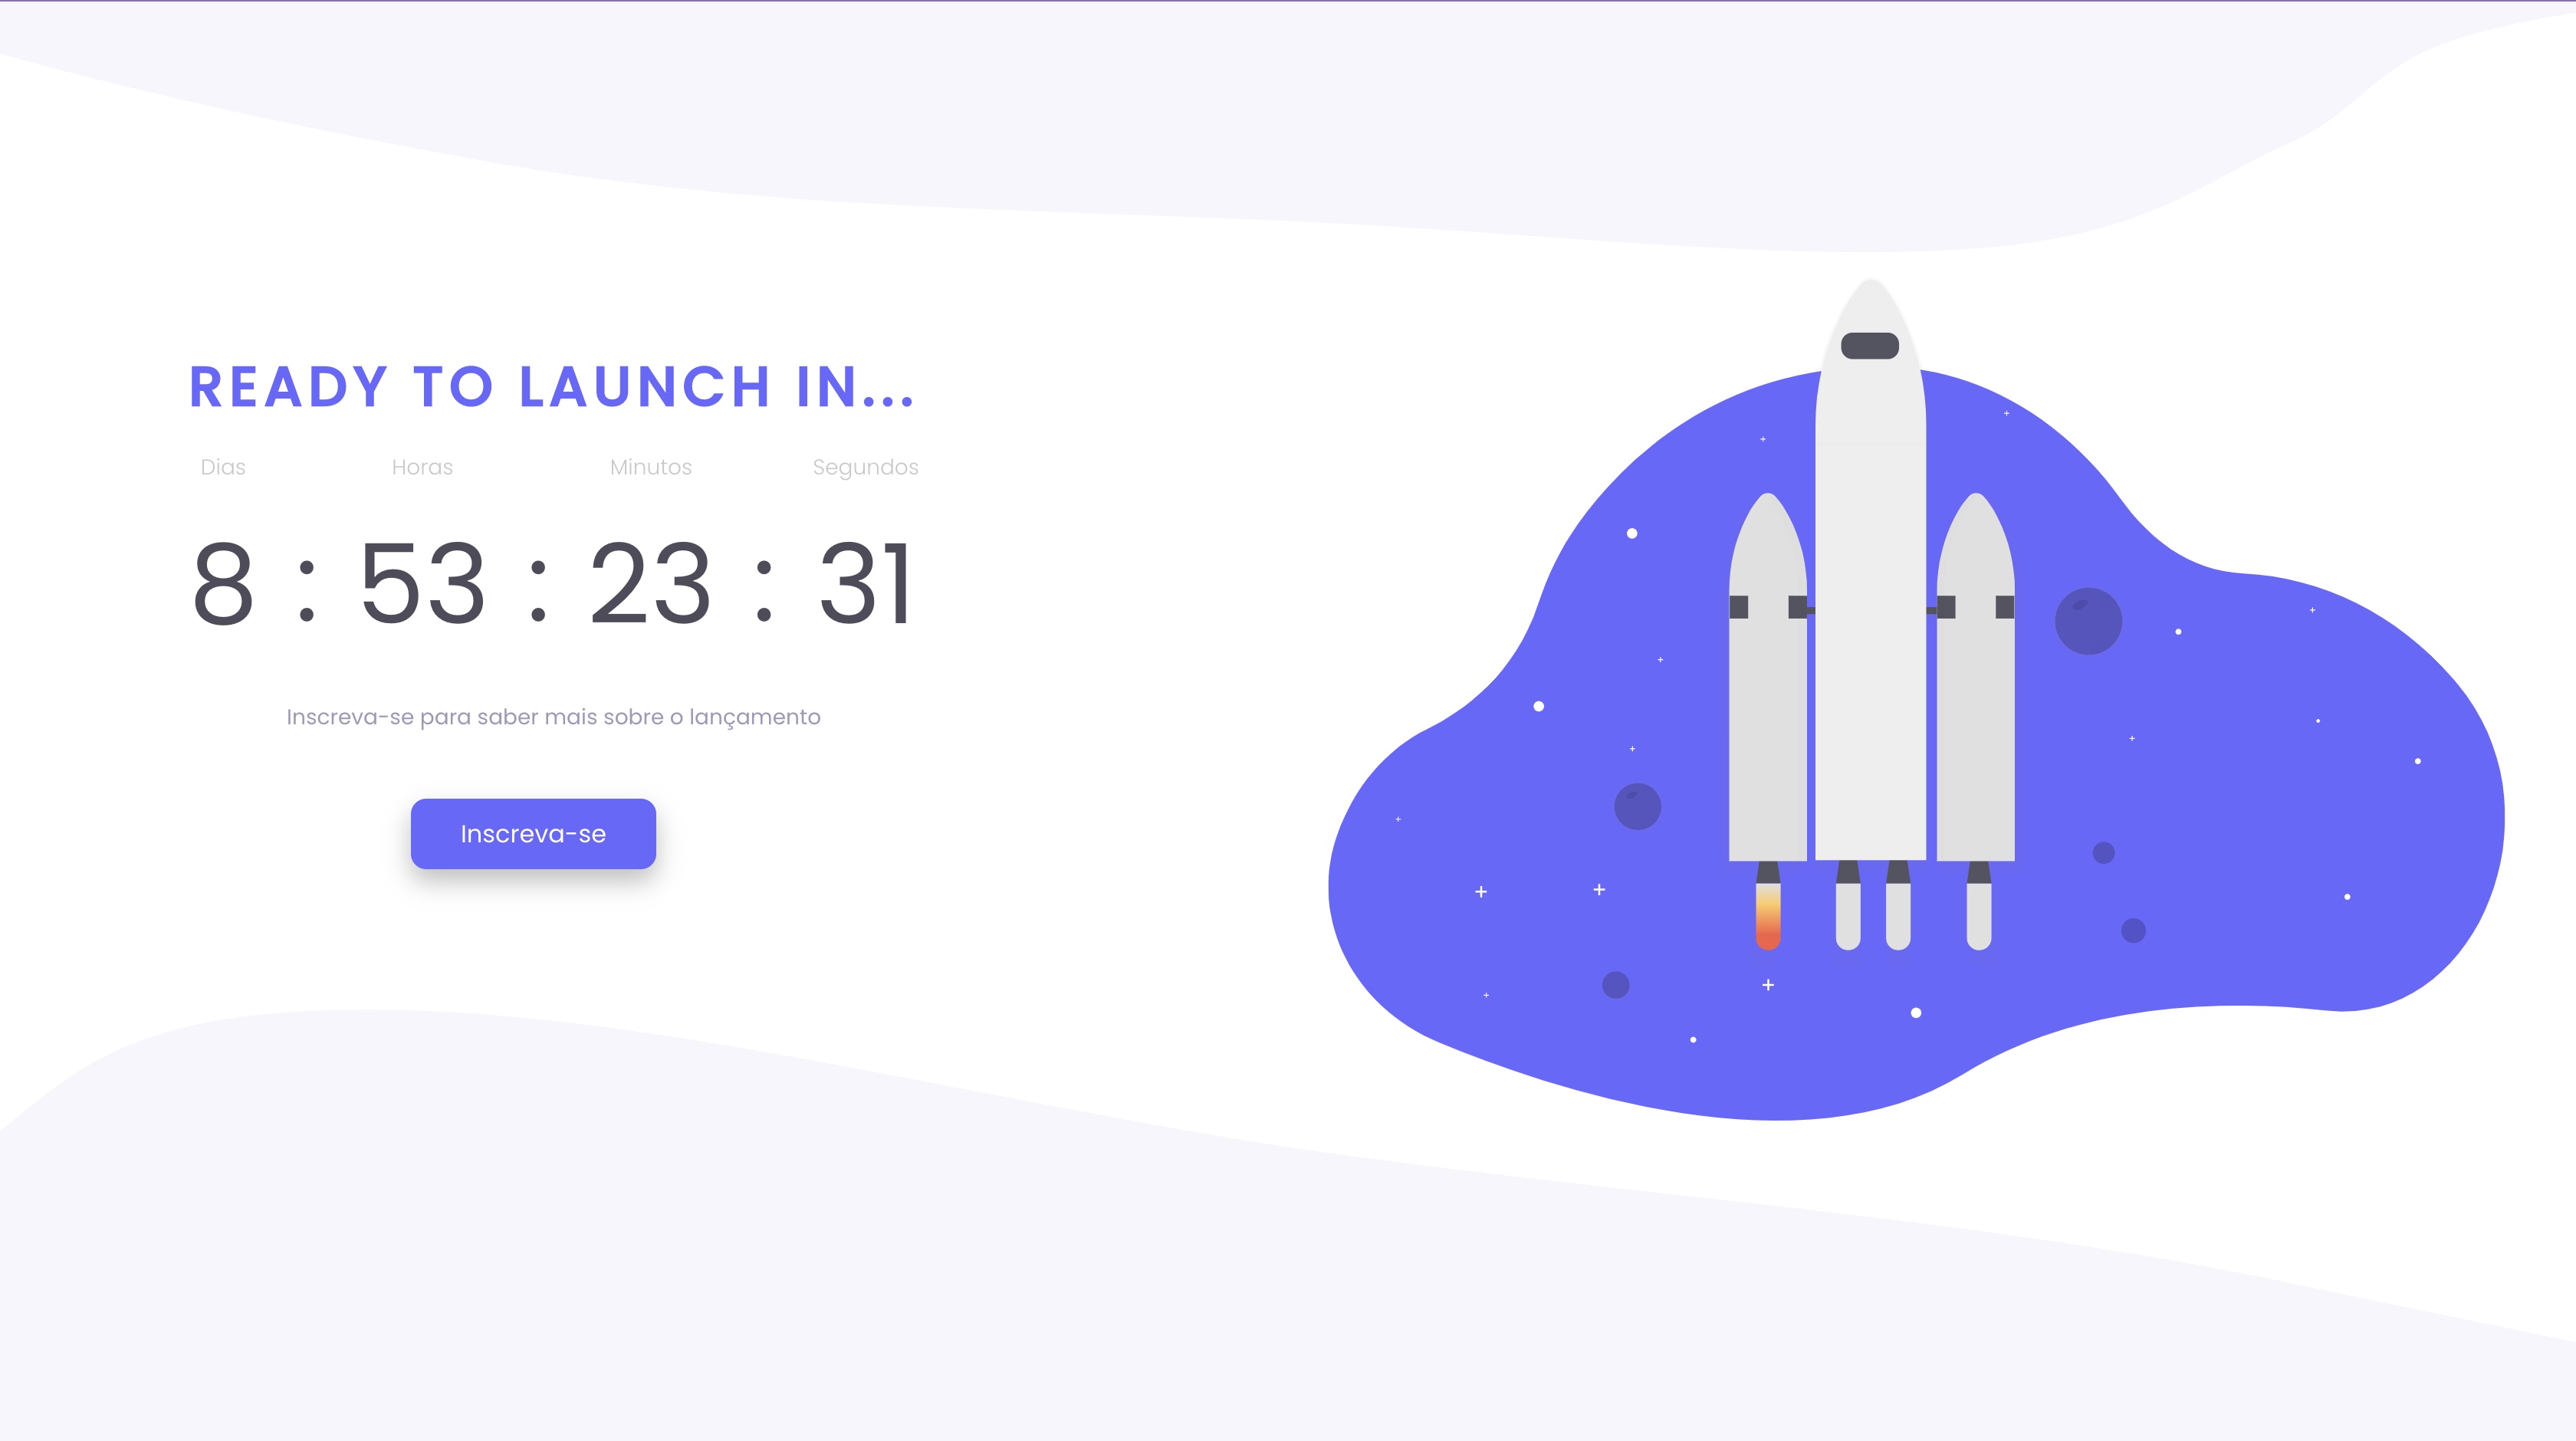 READY TO LAUNCH IN...
Dias Horas Minutos Segundos
8 : 53 : 23 : 31
Inscreva-se para saber mais sobre o lançamento
Inscreva-se